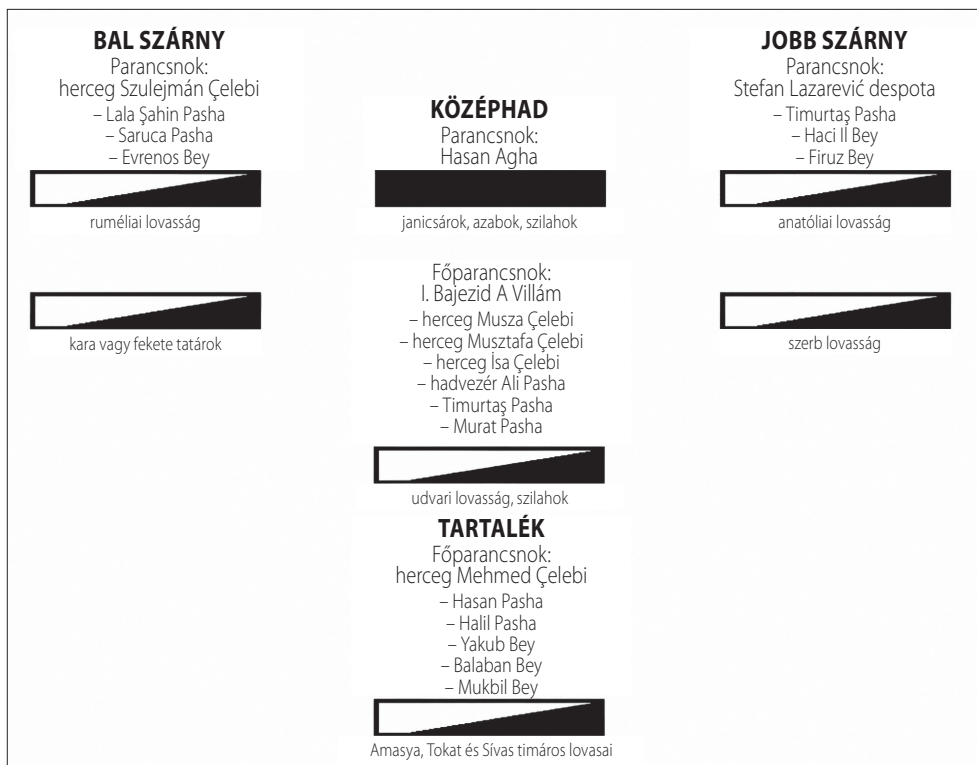 BAL SZÁRNY
Parancsnok:
herceg Szulejmán Çelebi
– Lala Şahin Pasha
– Saruca Pasha
– Evrenos Bey
ruméliai lovasság
kara vagy fekete tatárok
KÖZÉPHAD
Parancsnok:
Hasan Agha
janicsárok, azabok, szilahok
Főparancsnok:
I. Bajezid A Villám
– herceg Musza Çelebi
– herceg Musztafa Çelebi
– herceg İsa Çelebi
– hadvezér Ali Pasha
– Timurtaş Pasha
– Murat Pasha
udvari lovasság, szilahok
TARTALÉK
Főparancsnok:
herceg Mehmed Çelebi
– Hasan Pasha
– Halil Pasha
– Yakub Bey
– Balaban Bey
– Mukbil Bey
Amasya, Tokat és Sívas timáros lovasai
JOBB SZÁRNY
Parancsnok:
Stefan Lazarević despota
– Timurtaş Pasha
– Haci Il Bey
– Firuz Bey
anatóliai lovasság
szerb lovasság